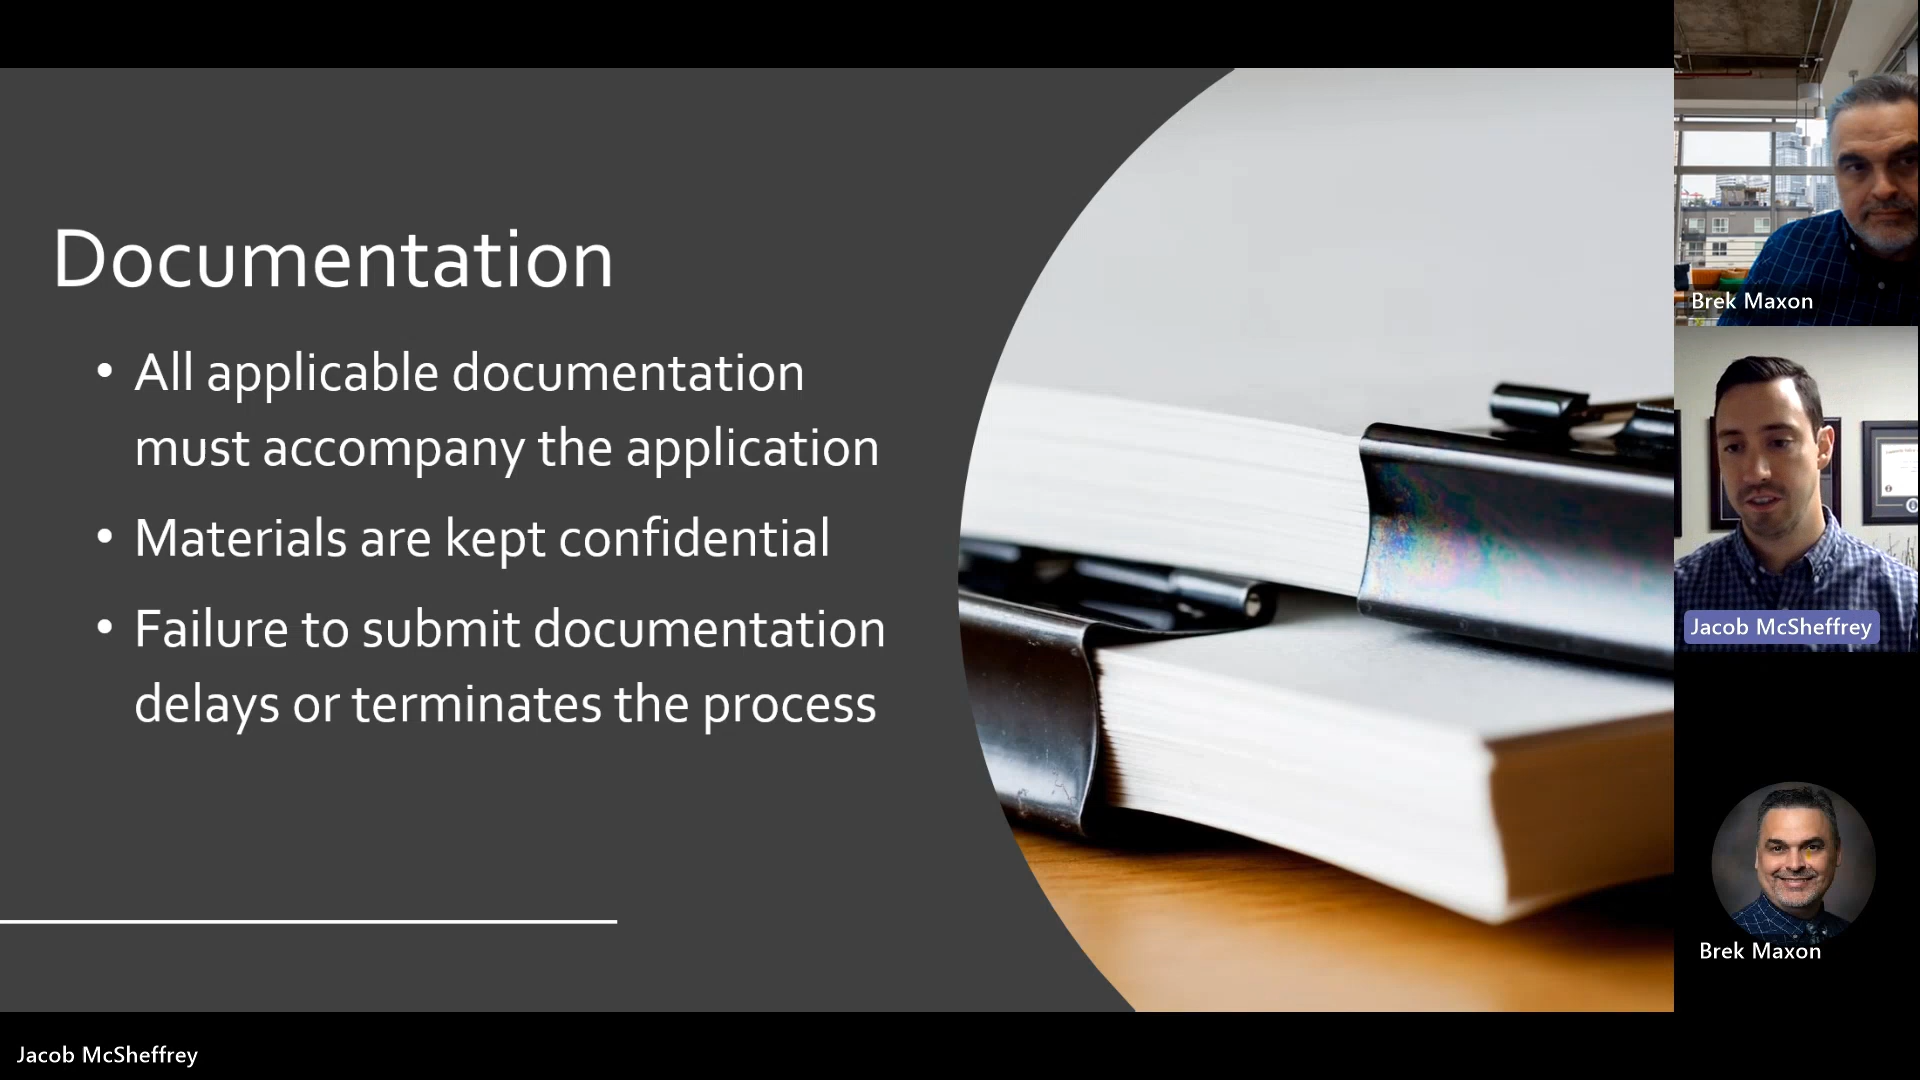 Documentation
• All applicable documentation
must accompany the application
• Materials are kept confidential
• Failure to submit documentation
delays or terminates the process
Brek Maxon
Jacob McSheffrey
Brek Maxon
Jacob McSheffrey